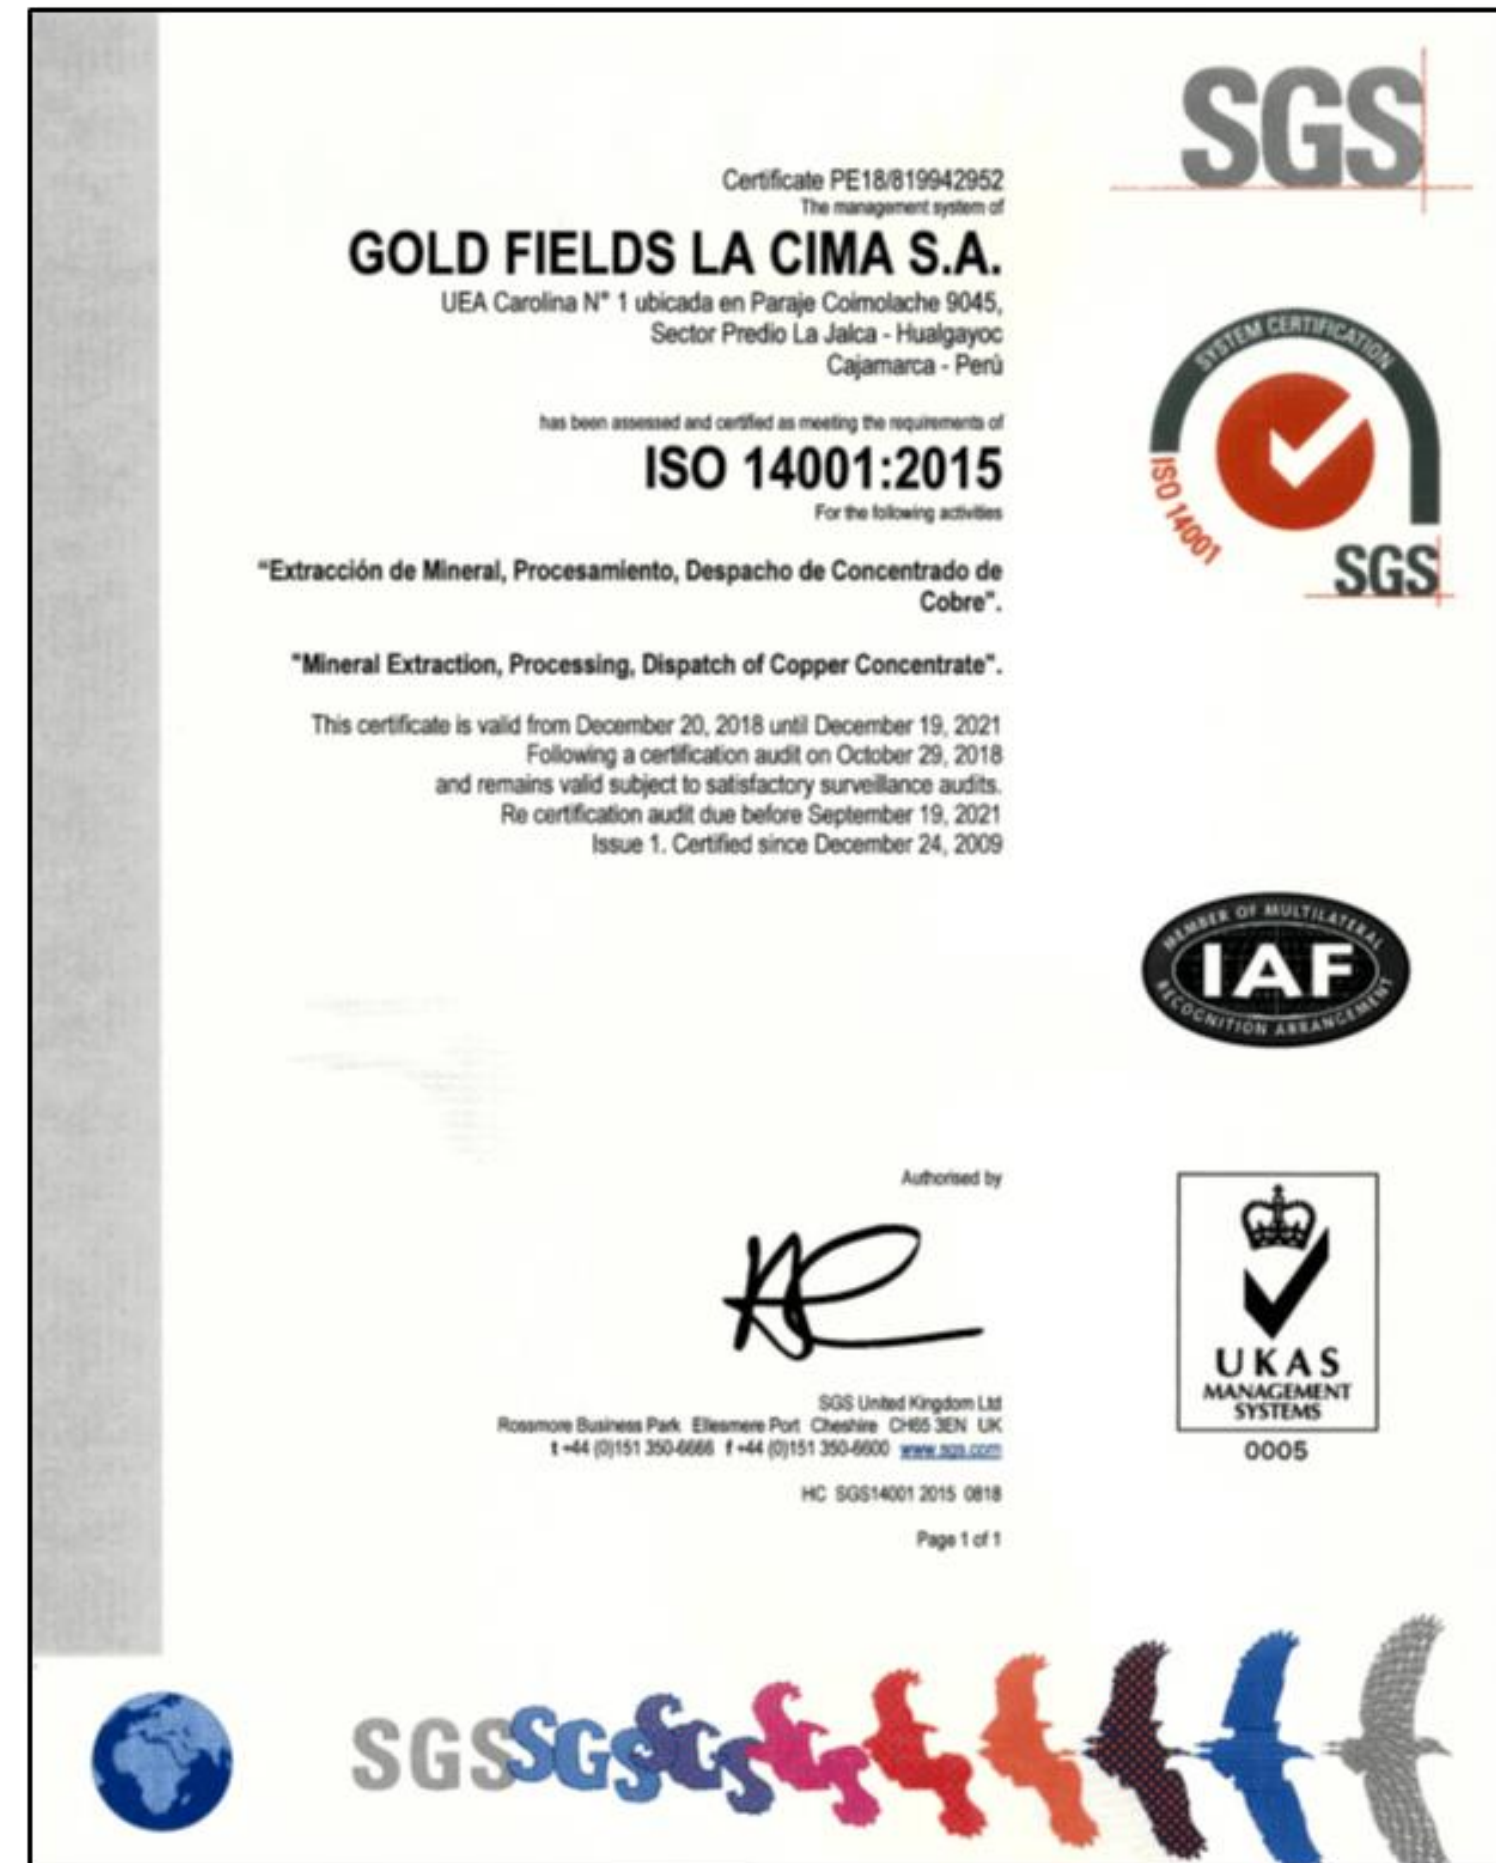 SGS
Certificate PE18/819942952
The management system of
GOLD FIELDS LA CIMA S.A.
UEA Carolina N° 1 ubicada en Paraje Coimolache 9045,
Sector Predio La Jalca - Hualgayoc
Cajamarca - Perú
has been assessed and certified as meeting the requirements of
ISO 14001:2015
For the following activities
"Extracción de Mineral, Procesamiento, Despacho de Concentrado de
Cobre".
"Mineral Extraction, Processing, Dispatch of Copper Concentrate".
This certificate is valid from December 20, 2018 until December 19, 2021
Following a certification audit on October 29, 2018
and remains valid subject to satisfactory surveillance audits.
Re certification audit due before September 19, 2021
Issue 1. Certified since December 24, 2009
SYSTEM CERTIFICATION
ISO 14001
SGS
MEMBER OF MULTILATERAL
IAF
RECOGNITION ARRANGEMENT
Authorised by
SGS United Kingdom Ltd
Rossmore Business Park Ellesmere Port Cheshire CH65 3EN UK
t +44 (0)151 350-6666 f +44 (0)151 350-6600 www.sgs.com
HC SGS14001 2015 0818
Page 1 of 1
UKAS
MANAGEMENT
SYSTEMS
0005
SGSSGSSGS